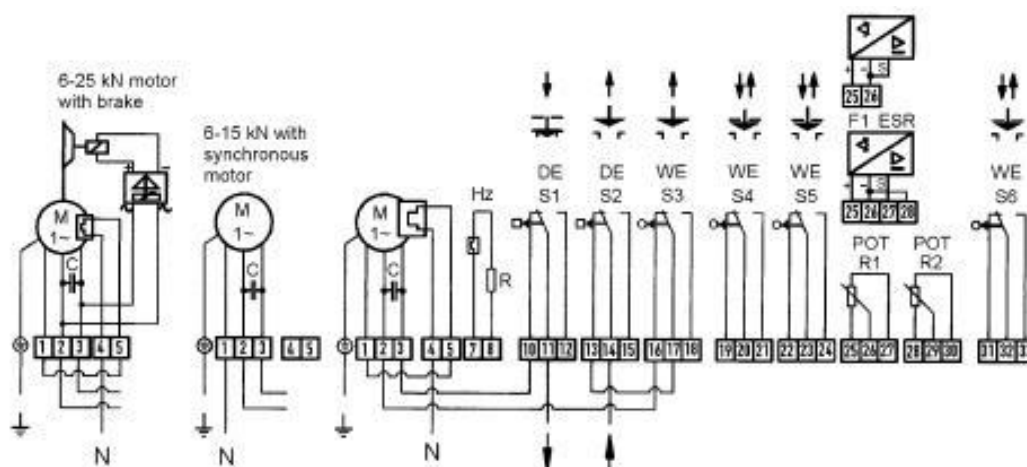 6-25 kN motor
with brake
6-15 kN with
synchronous
motor
M
1~
C
M
1~
C
M
1~
C
Hz
R
DE
S1
DE
S2
WE
S3
WE
S4
WE
S5
+ - S
25 26
F1 ESR
+ - S
25 26 27 28
WE
S6
POT
R1
POT
R2
1 2 3 4 5
1 2 3 4 5
1 2 3 4 5 7 8
10 11 12 13 14 15 16 17 18
19 20 21
22 23 24
25 26 27
28 29 30
31 32
N
N
N